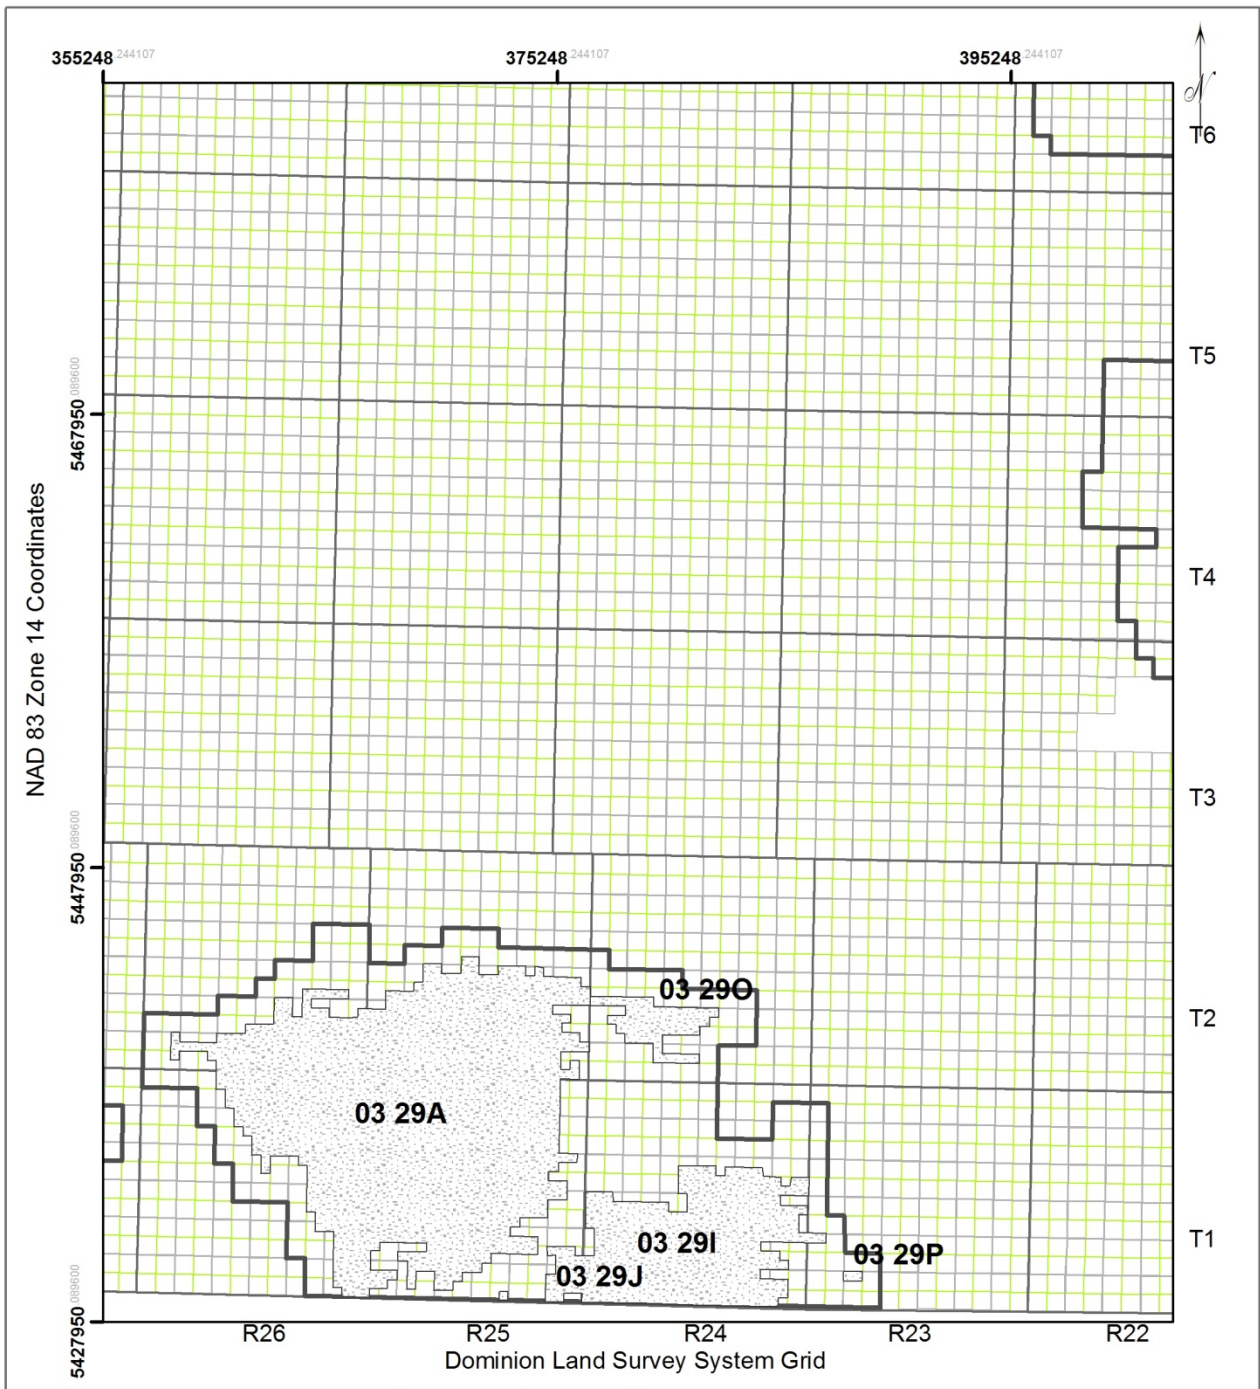 355248.244107
375248.244107
395248.244107
N
T6
T5
5467950.089600
T4
NAD 83 Zone 14 Coordinates
T3
5447950.089600
03 29O
T2
03 29A
T1
03 29I
03 29P
03 29J
5427950.089600
R26
R25
R24
R23
R22
Dominion Land Survey System Grid